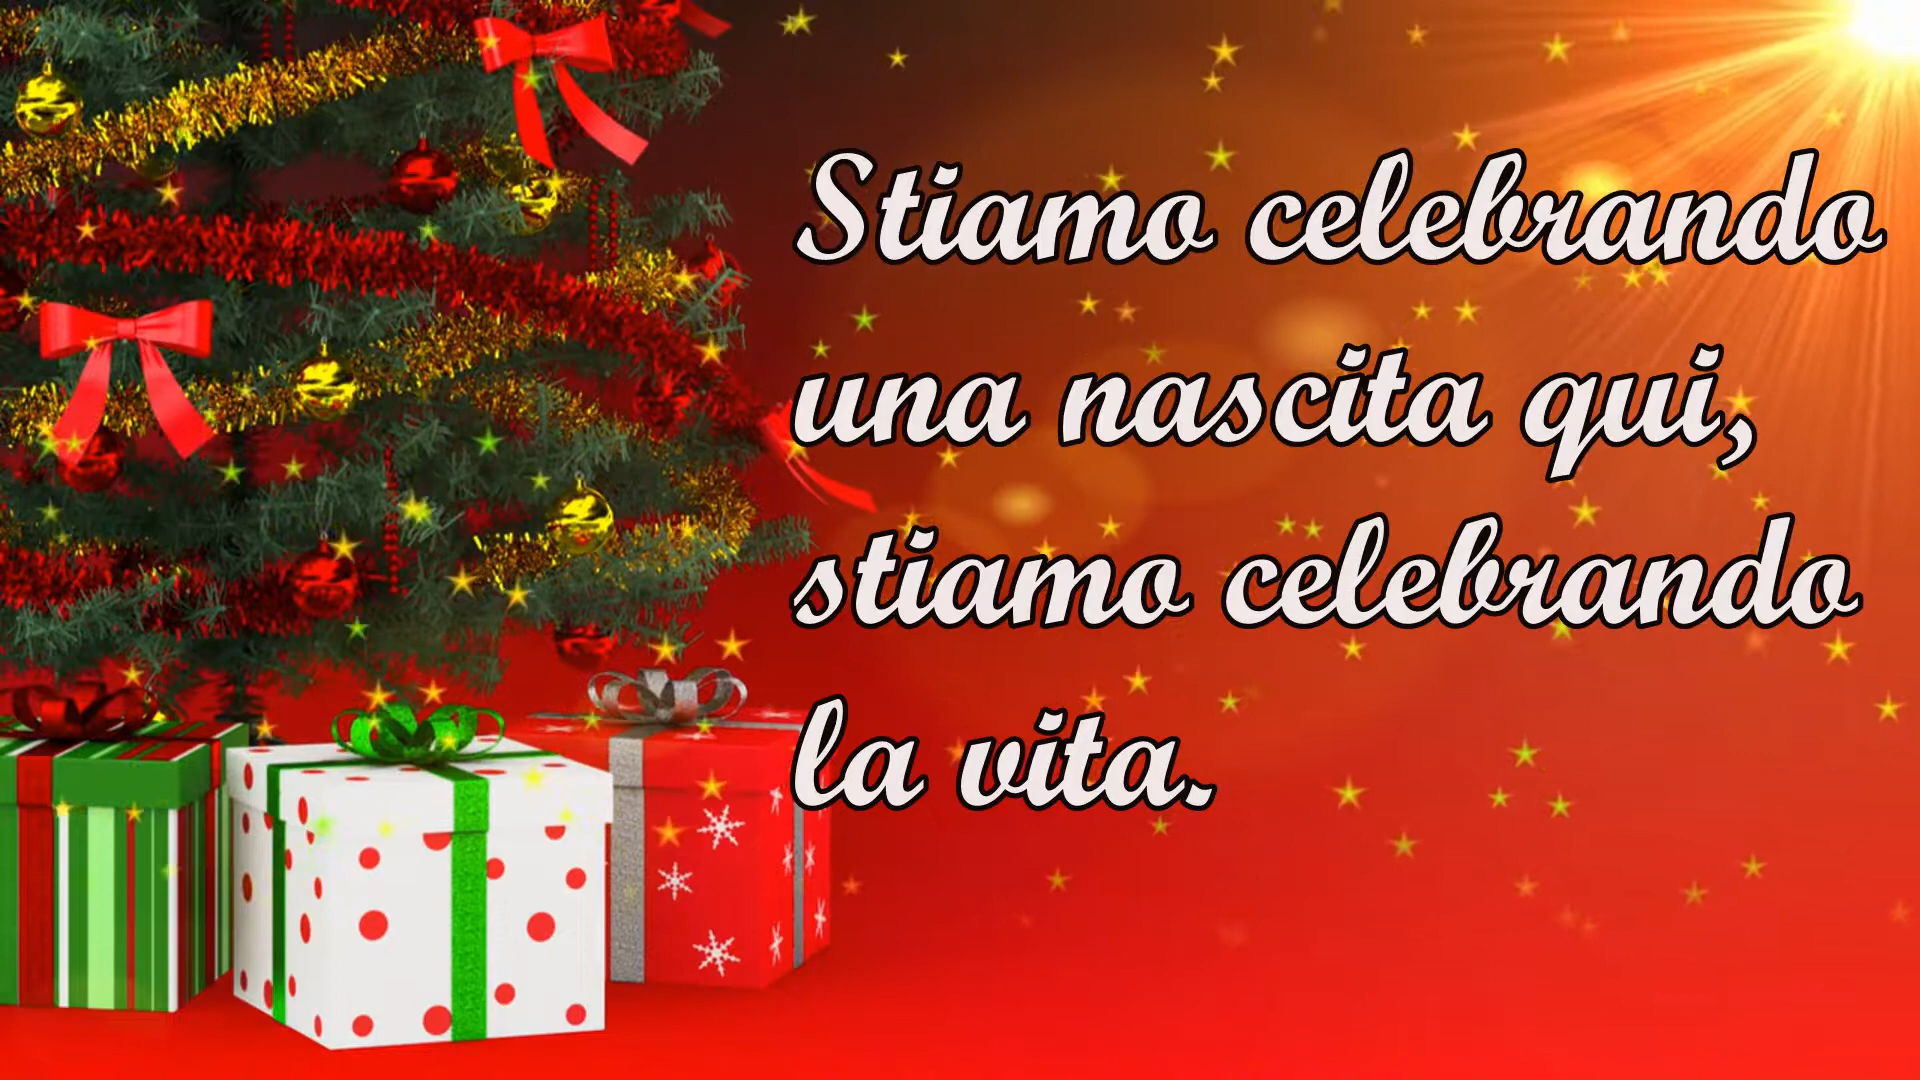 Stiamo celebrando
una nascita qui,
stiamo celebrando
la vita.